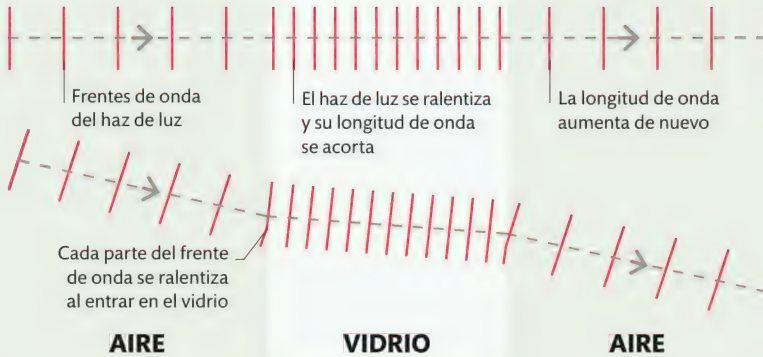 Frentes de onda
del haz de luz
El haz de luz se ralentiza
y su longitud de onda
se acorta
La longitud de onda
aumenta de nuevo
Cada parte del frente
de onda se ralentiza
al entrar en el vidrio
AIRE
VIDRIO
AIRE